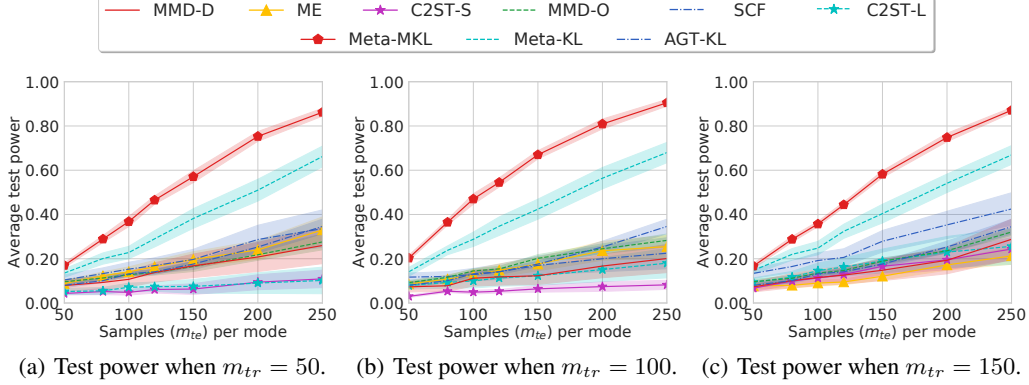 MMD-D ME C2ST-S MMD-O SCF C2ST-L
Meta-MKL Meta-KL AGT-KL
1.00
0.80
0.60
0.40
0.20
0.00
Average test power
50 100 150 200 250
Samples (m_te) per mode
(a) Test power when m_tr = 50.
1.00
0.80
0.60
0.40
0.20
0.00
Average test power
50 100 150 200 250
Samples (m_te) per mode
(b) Test power when m_tr = 100.
1.00
0.80
0.60
0.40
0.20
0.00
Average test power
50 100 150 200 250
Samples (m_te) per mode
(c) Test power when m_tr = 150.